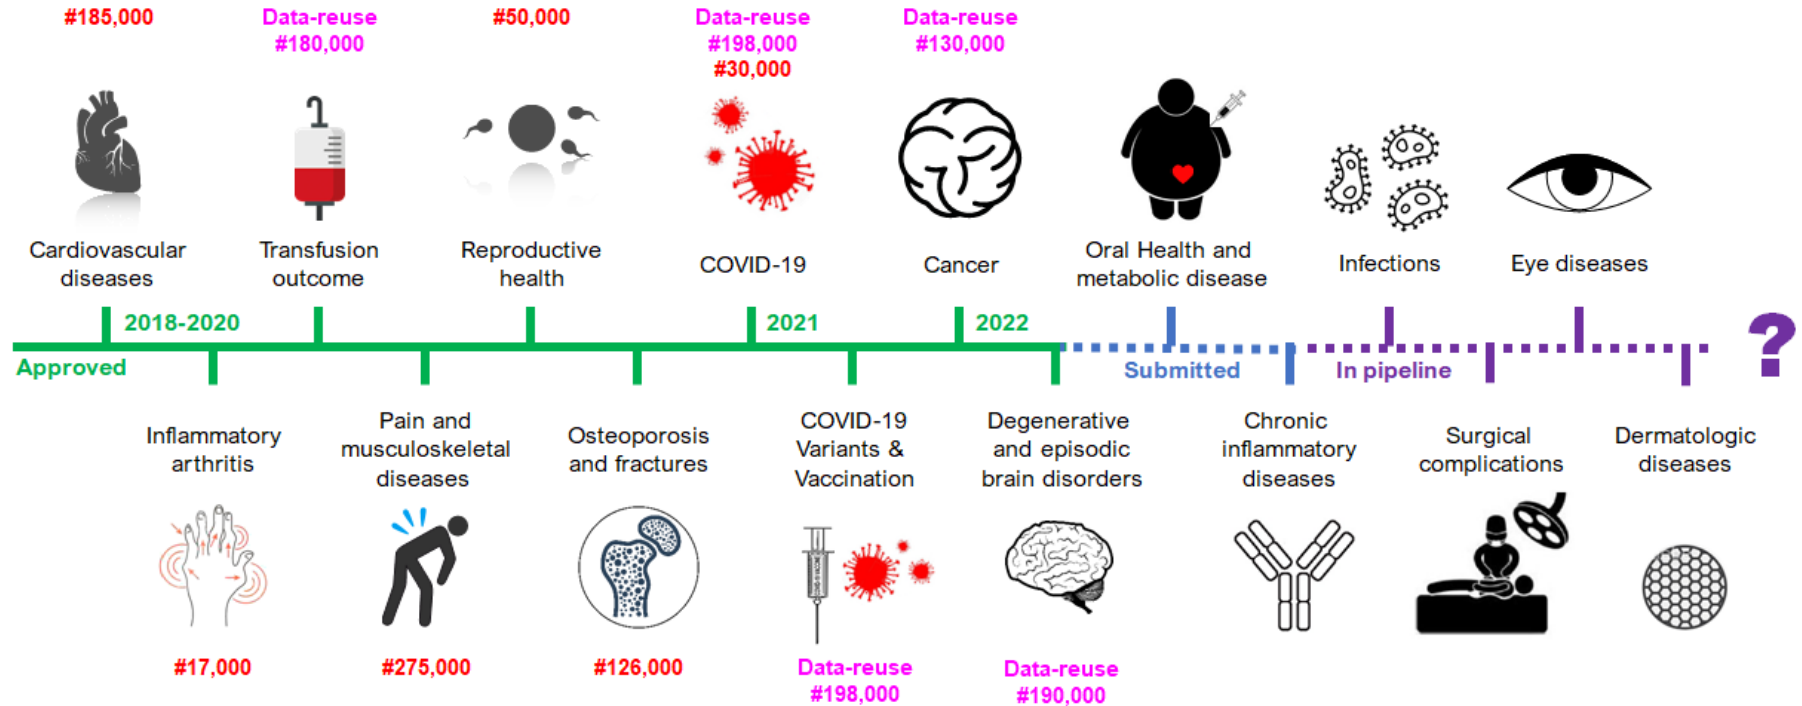 #185,000
Data-reuse
#180,000
#50,000
Data-reuse
#198,000
#30,000
Data-reuse
#130,000
Cardiovascular
diseases
Transfusion
outcome
Reproductive
health
COVID-19
Cancer
Oral Health and
metabolic disease
Infections
Eye diseases
2018-2020
2021
2022
?
Approved
Submitted
In pipeline
Inflammatory
arthritis
Pain and
musculoskeletal
diseases
Osteoporosis
and fractures
COVID-19
Variants &
Vaccination
Degenerative
and episodic
brain disorders
Chronic
inflammatory
diseases
Surgical
complications
Dermatologic
diseases
#17,000
#275,000
#126,000
Data-reuse
#198,000
Data-reuse
#190,000